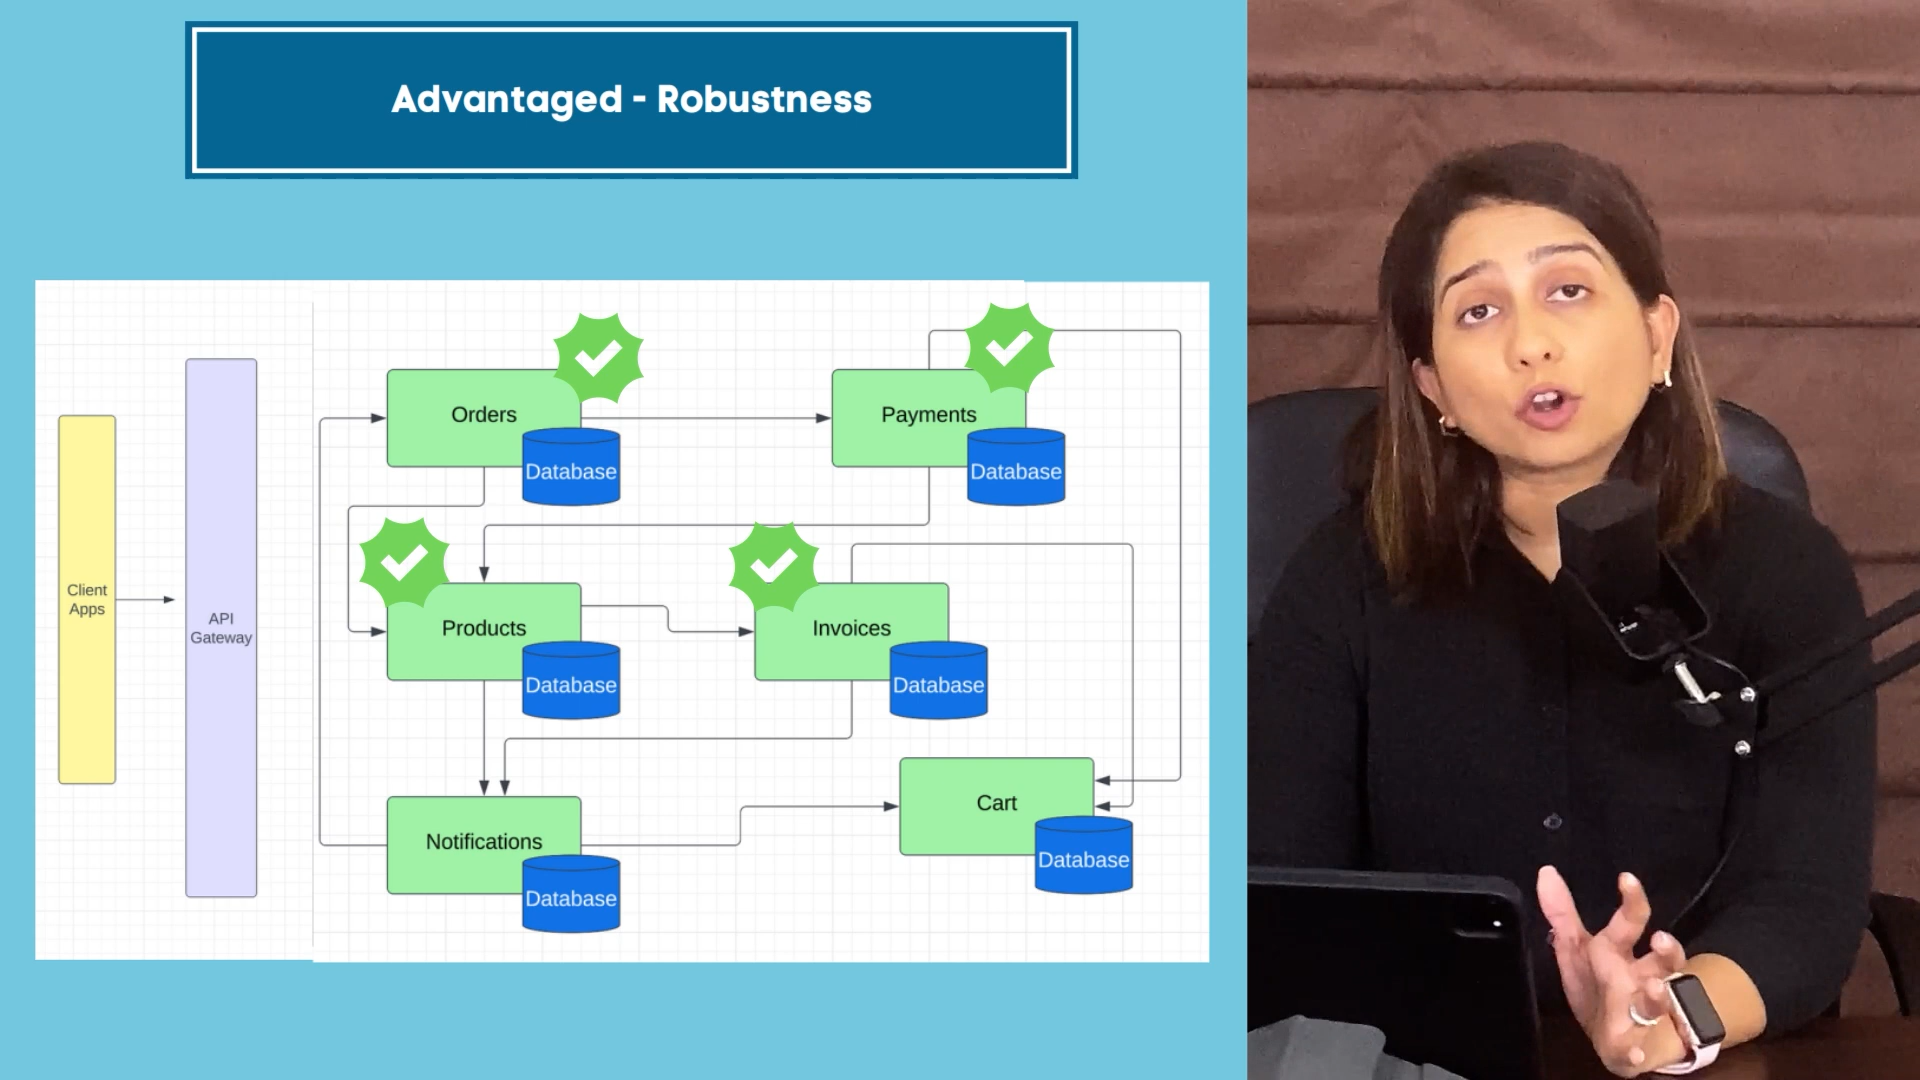 Advantaged - Robustness
Orders
Payments
Database
Database
Client
Apps
API
Gateway
Products
Invoices
Database
Database
Cart
Notifications
Database
Database